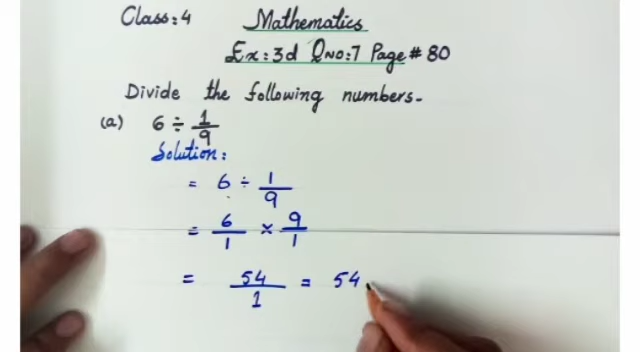 Class: 4 Mathematics
Ex: 3d Q NO: 7 Page # 80
Divide the following numbers.
(a) 6 ÷ 1/9
Solution:
= 6 ÷ 1/9
= 6/1 × 9/1
= 54/1 = 54